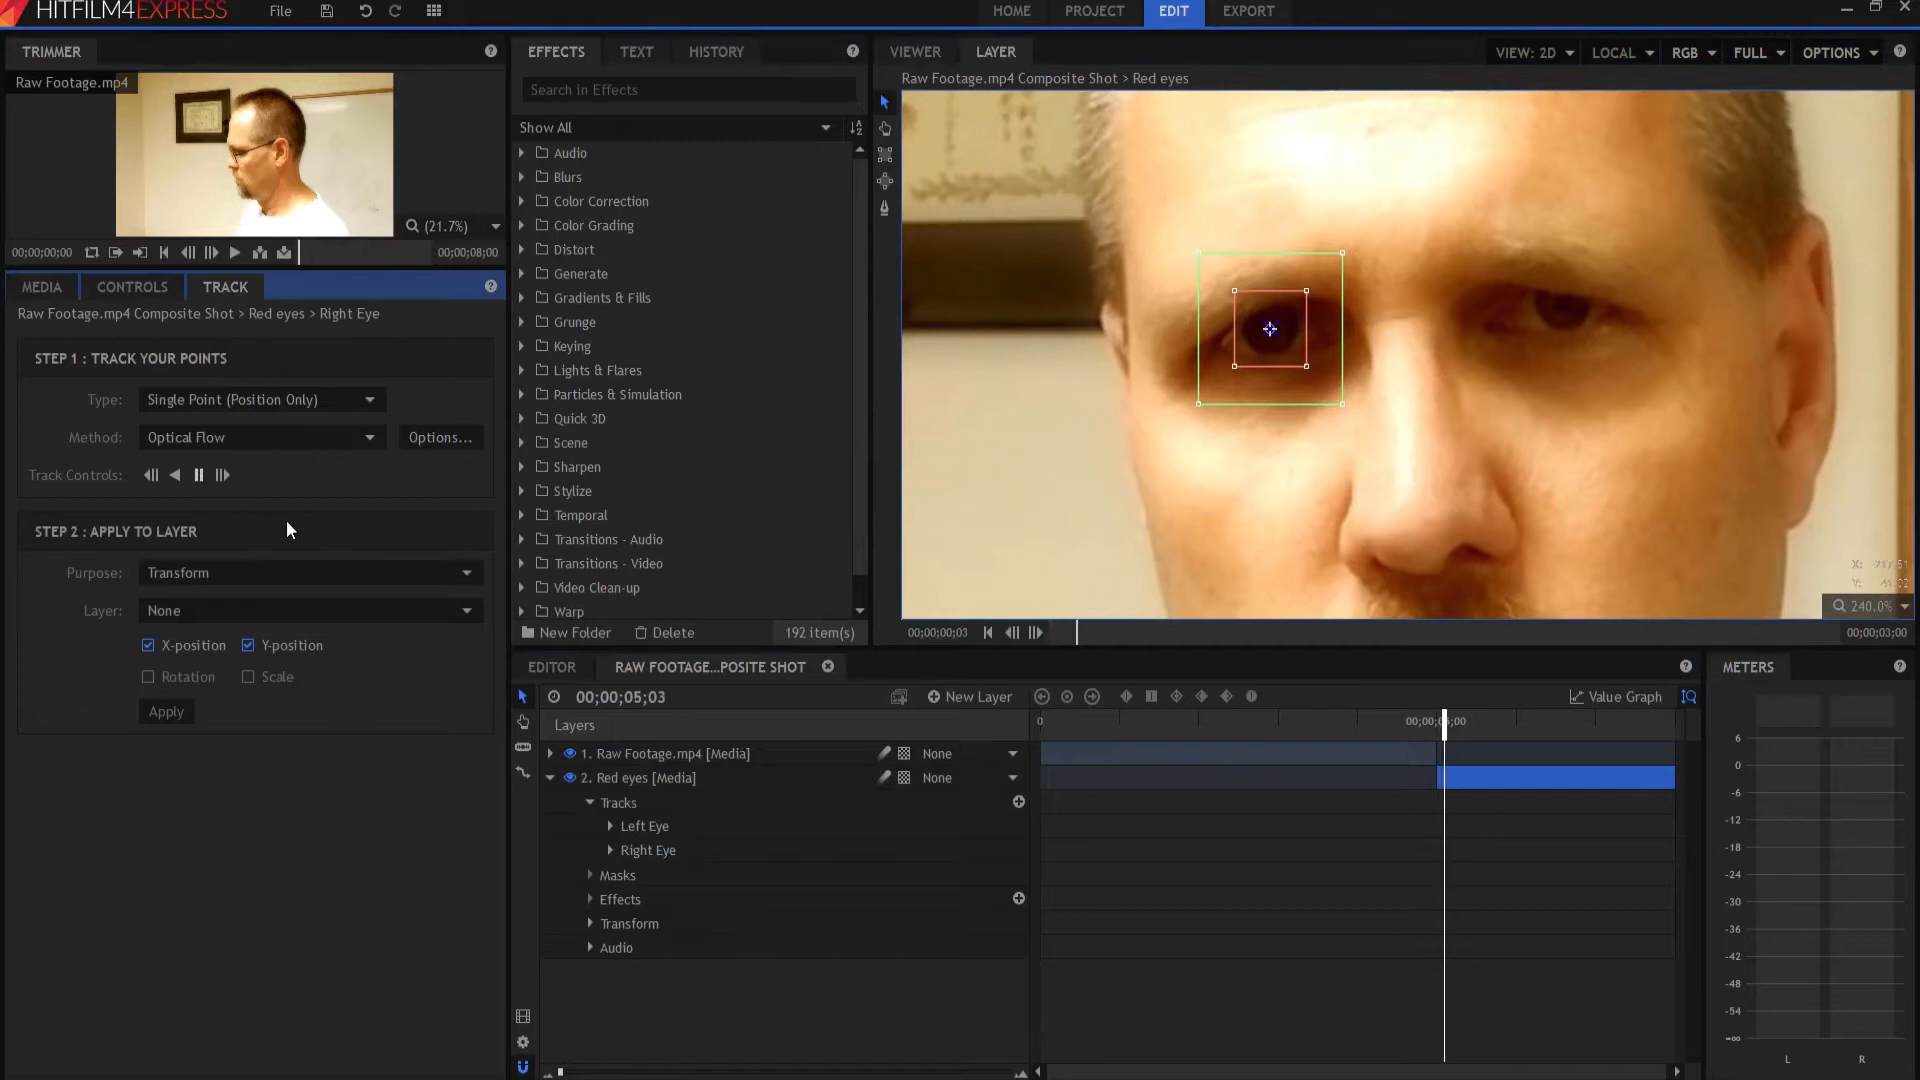 HITFILM4EXPRESS File HOME PROJECT EDIT EXPORT
TRIMMER
Raw Footage.mp4
(21.7%)
00;00;00;00 00;00;08;00
MEDIA CONTROLS TRACK
Raw Footage.mp4 Composite Shot > Red eyes > Right Eye
STEP 1 : TRACK YOUR POINTS
Type: Single Point (Position Only)
Method: Optical Flow Options...
Track Controls:
STEP 2 : APPLY TO LAYER
Purpose: Transform
Layer: None
X-position Y-position
Rotation Scale
Apply
EFFECTS TEXT HISTORY
Search in Effects
Show All
Audio
Blurs
Color Correction
Color Grading
Distort
Generate
Gradients & Fills
Grunge
Keying
Lights & Flares
Particles & Simulation
Quick 3D
Scene
Sharpen
Stylize
Temporal
Transitions - Audio
Transitions - Video
Video Clean-up
Warp
New Folder Delete 192 item(s)
VIEWER LAYER VIEW: 2D LOCAL RGB FULL OPTIONS
Raw Footage.mp4 Composite Shot > Red eyes
X:
Y:
240.0%
00;00;00;03 00;00;03;00
EDITOR RAW FOOTAGE...POSITE SHOT
00;00;05;03 New Layer Value Graph
Layers 0
1. Raw Footage.mp4 [Media] None
2. Red eyes [Media] None
Tracks
Left Eye
Right Eye
Masks
Effects
Transform
Audio
METERS
6
0
-6
-12
-18
-24
-30
-36
-42
-48
-54
-∞
L R